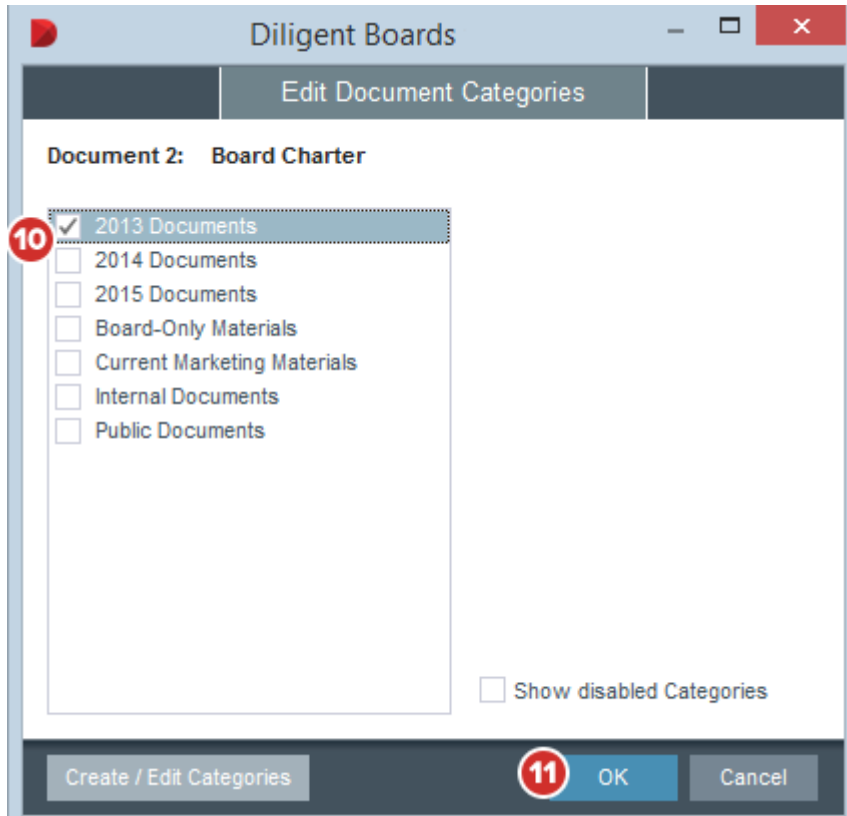 Diligent Boards
Edit Document Categories
Document 2: Board Charter
10
2013 Documents
2014 Documents
2015 Documents
Board-Only Materials
Current Marketing Materials
Internal Documents
Public Documents
Show disabled Categories
Create / Edit Categories
11
OK
Cancel